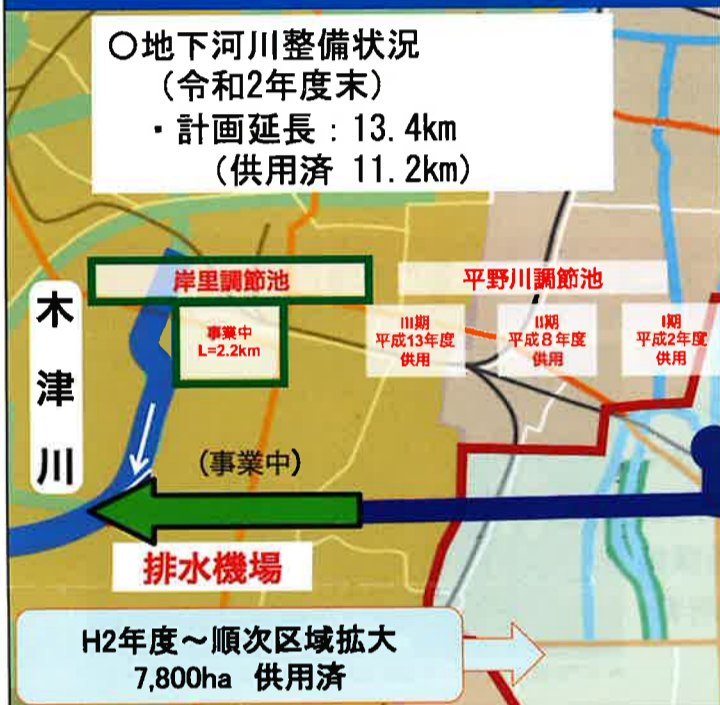 〇地下河川整備状況
（令和2年度末）
・計画延長：13.4km
（供用済 11.2km）
岸里調節池
平野川調節池
事業中
L=2.2km
III期
平成13年度
供用
II期
平成8年度
供用
I期
平成2年度
供用
木津川
（事業中）
排水機場
H2年度～順次区域拡大
7,800ha 供用済